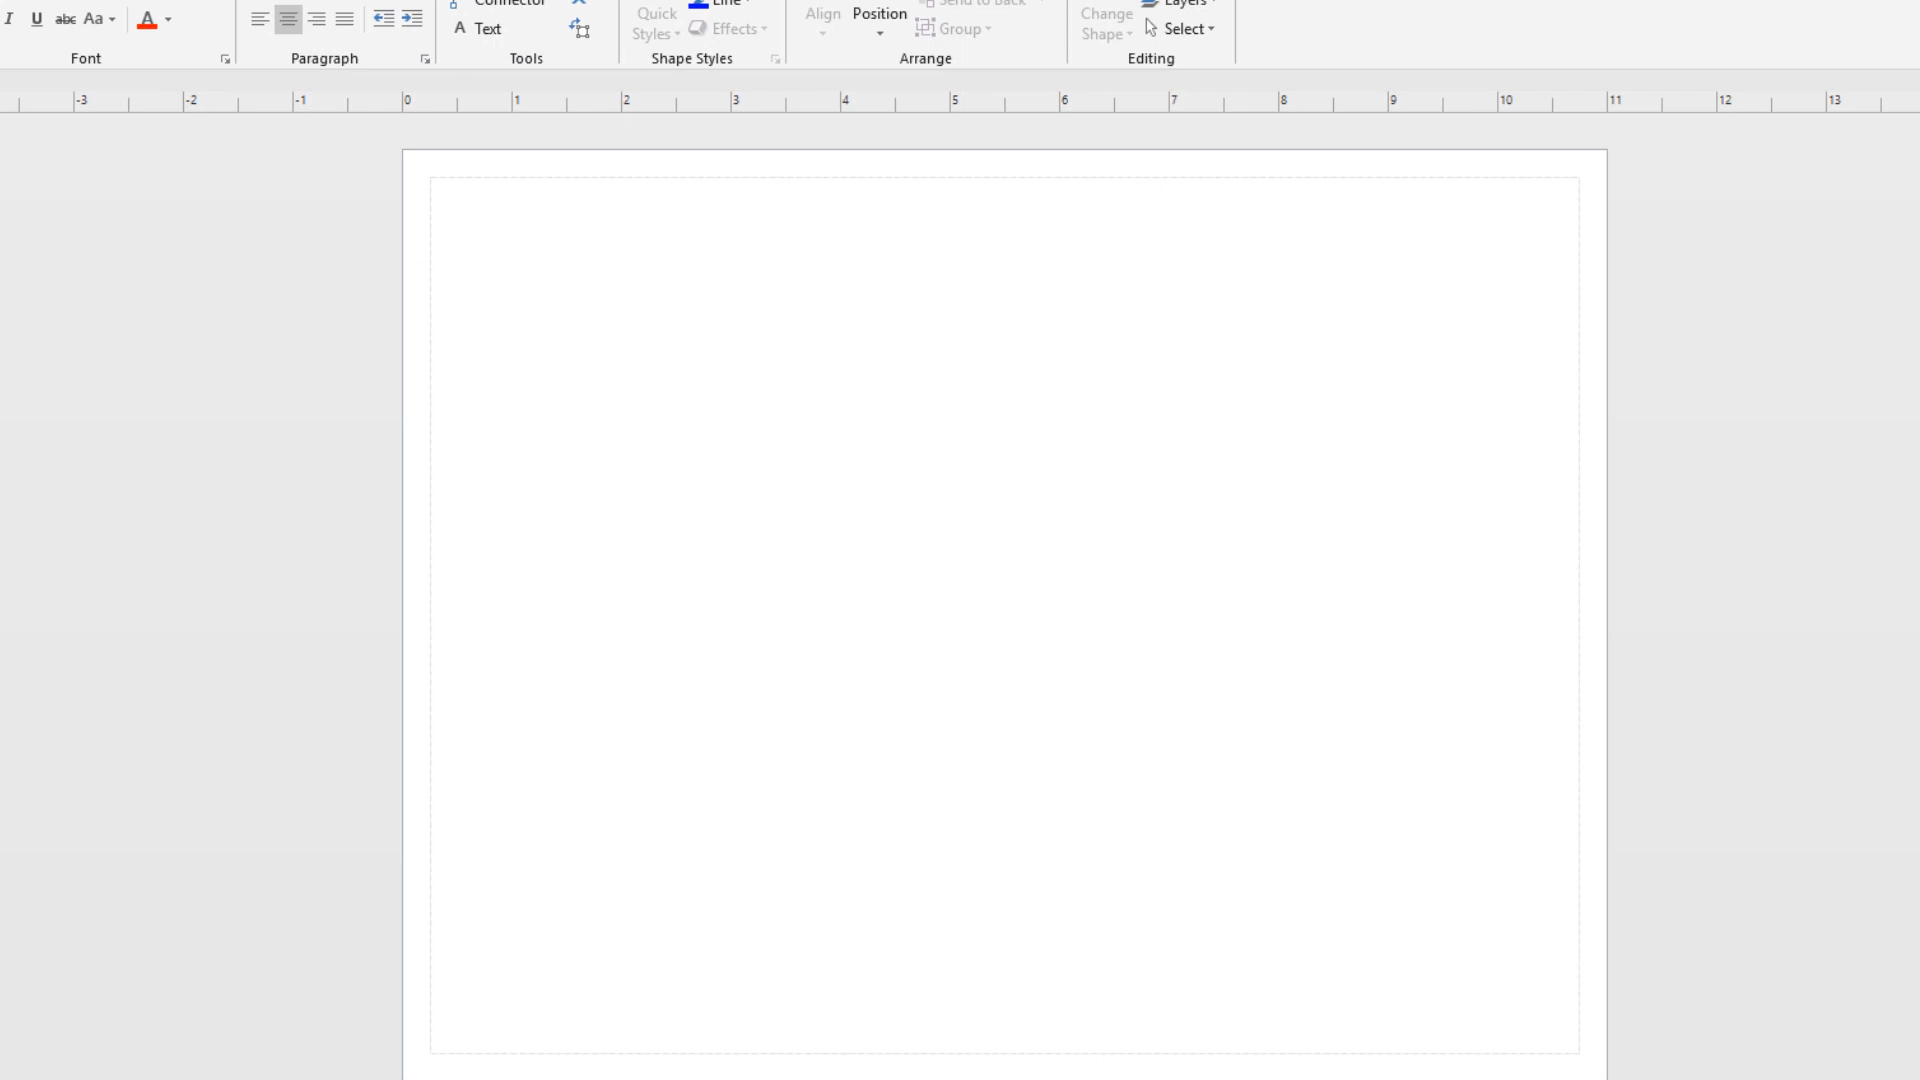 I U abc Aa A
Connector
A Text
Quick Styles
Line
Effects
Align
Position
Send to Back
Group
Change Shape
Layers
Select
Font
Paragraph
Tools
Shape Styles
Arrange
Editing
-3 -2 -1 0 1 2 3 4 5 6 7 8 9 10 11 12 13